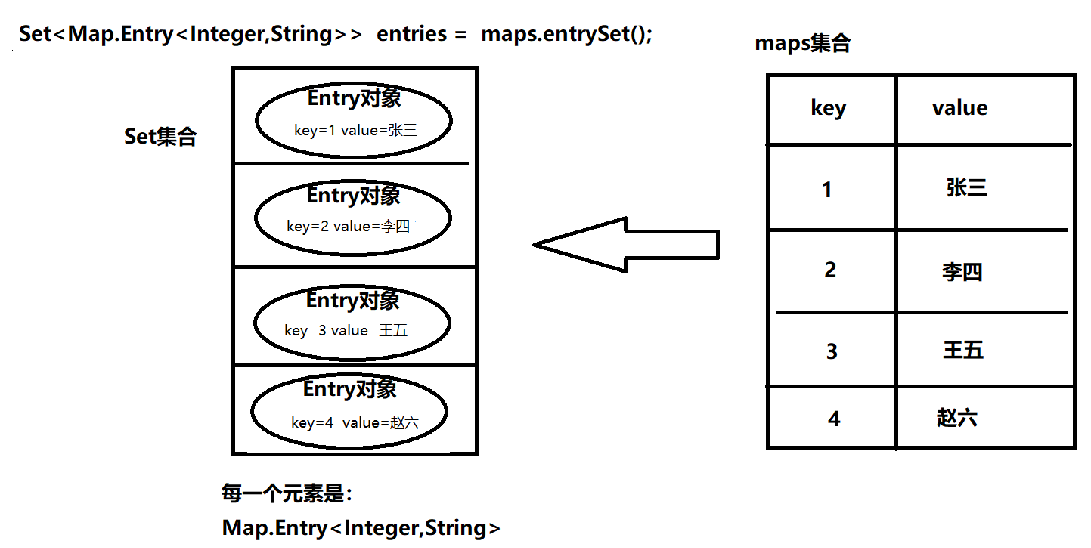 Set<Map.Entry<Integer,String>> entries = maps.entrySet();
maps集合
Set集合
Entry对象
key=1 value=张三
Entry对象
key=2 value=李四
Entry对象
key 3 value 王五
Entry对象
key=4 value=赵六
每一个元素是：
Map.Entry<Integer,String>
key value
1 张三
2 李四
3 王五
4 赵六